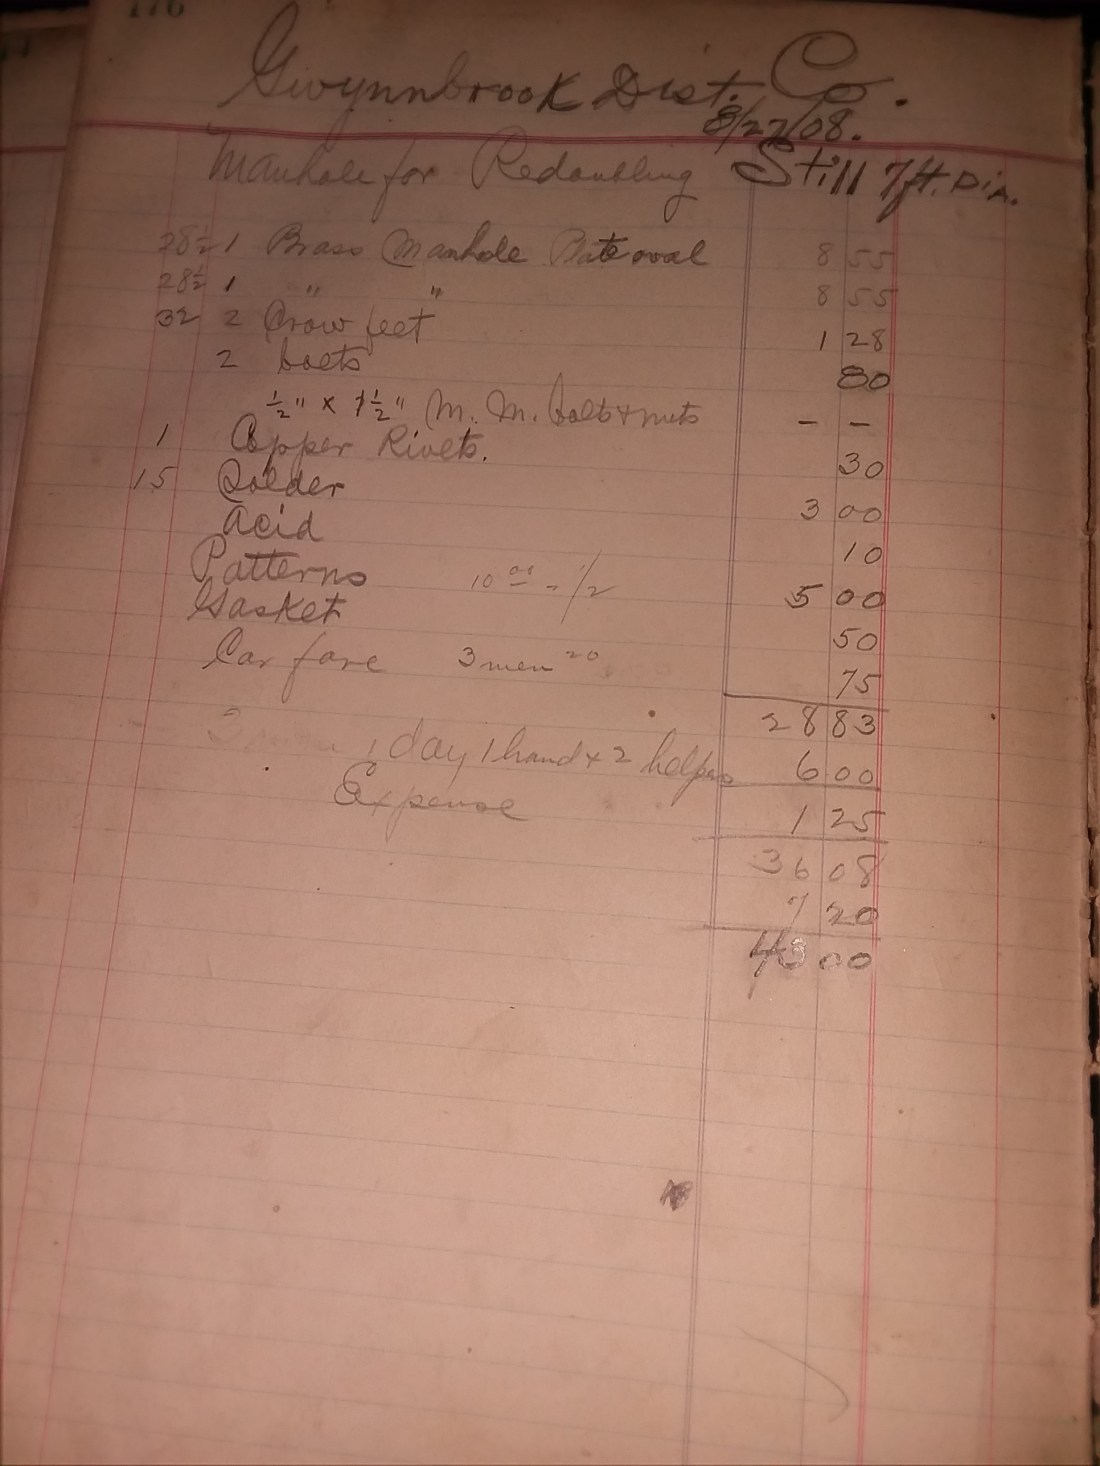 176
Gwynnbrook Dist. Co.
8/22/08.
Manhole for Redoubling Still 7ft. Dia.
28½ 1 Brass Manhole Plate oval 8 55
28½ 1 " " 8 55
32 2 Crow feet 1 28
2 bolts 80
½" x 1½" M. M. bolts + nuts - -
1 Copper Rivets. 30
15 Solder 3 00
Acid 10
Patterns 10 00 - 1/2 5 00
Gasket 50
Car fare 3 men 20 75
28 83
1 day 1 hand + 2 helpers 6 00
Expense 1 25
36 08
7 20
43 00